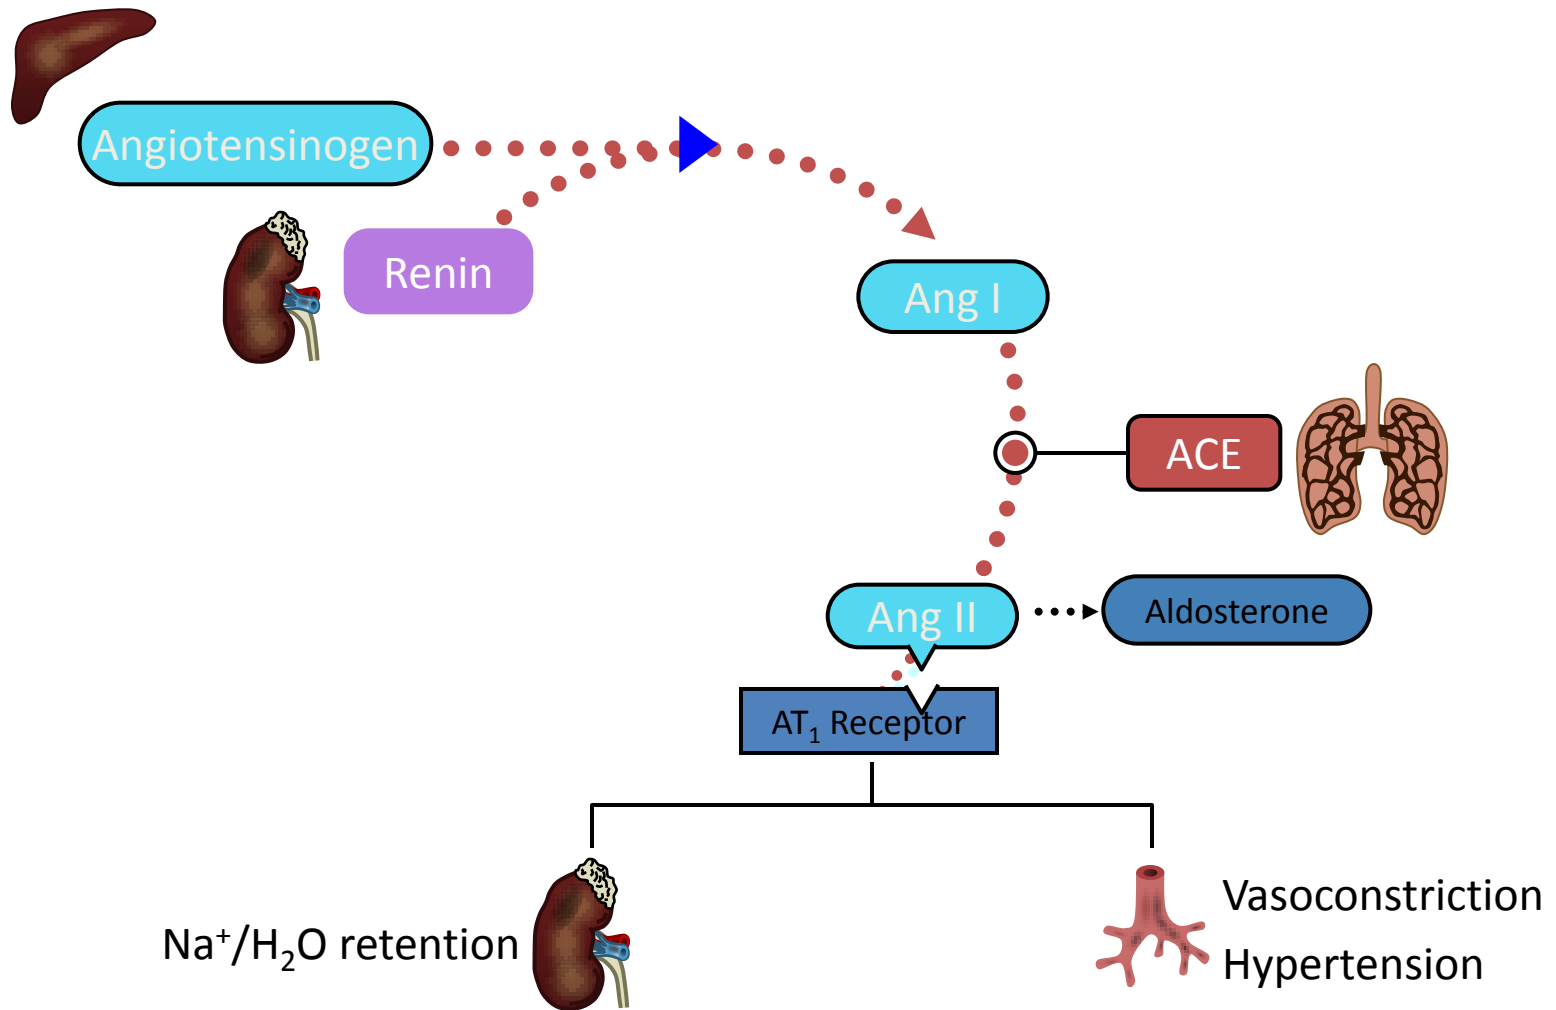 Angiotensinogen
Renin
Ang I
ACE
Ang II
Aldosterone
AT₁ Receptor
Na⁺/H₂O retention
Vasoconstriction
Hypertension